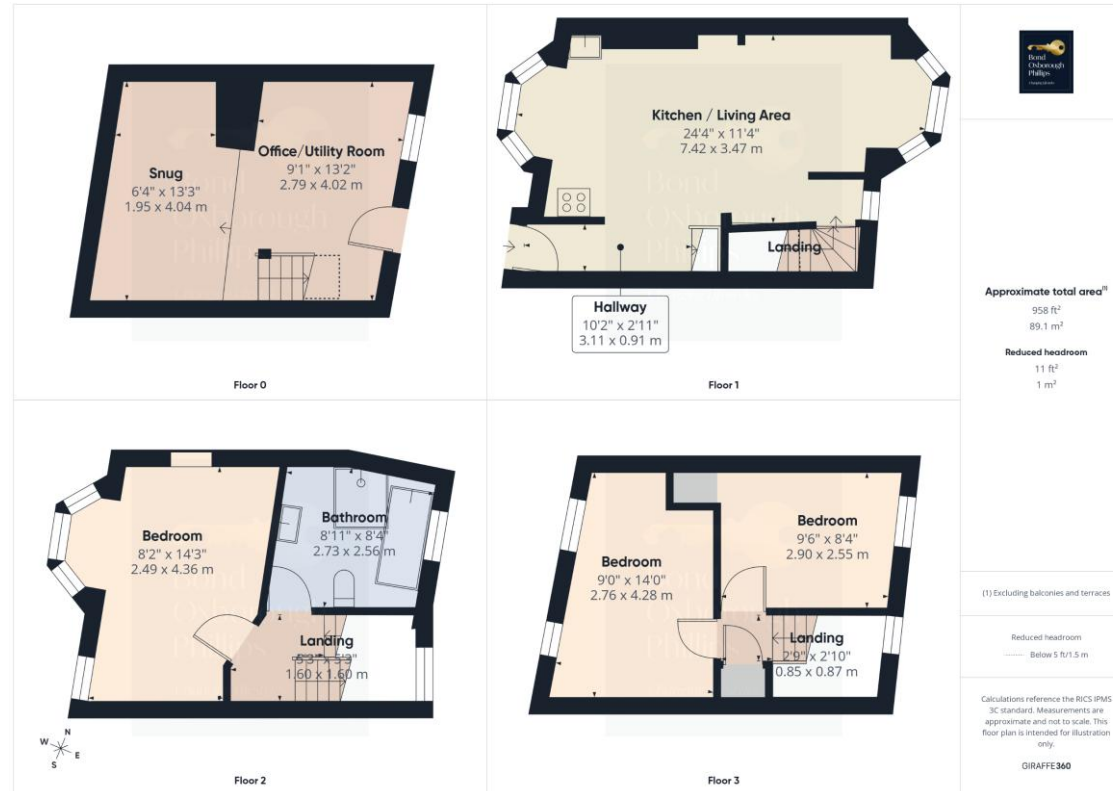 Snug
6'4" x 13'3"
1.95 x 4.04 m
Office/Utility Room
9'1" x 13'2"
2.79 x 4.02 m
Floor 0
Kitchen / Living Area
24'4" x 11'4"
7.42 x 3.47 m
Landing
Hallway
10'2" x 2'11"
3.11 x 0.91 m
Floor 1
Bedroom
8'2" x 14'3"
2.49 x 4.36 m
Bathroom
8'11" x 8'4"
2.73 x 2.56 m
Landing
1.60 x 1.60 m
N
W
E
S
Floor 2
Bedroom
9'0" x 14'0"
2.76 x 4.28 m
Bedroom
9'6" x 8'4"
2.90 x 2.55 m
Landing
2'9" x 2'10"
0.85 x 0.87 m
Floor 3
Bond
Oxborough
Phillips
Approximate total area(1)
958 ft²
89.1 m²
Reduced headroom
11 ft²
1 m²
(1) Excluding balconies and terraces
Reduced headroom
Below 5 ft/1.5 m
Calculations reference the RICS IPMS
3C standard. Measurements are
approximate and not to scale. This
floor plan is intended for illustration
only.
GIRAFFE360